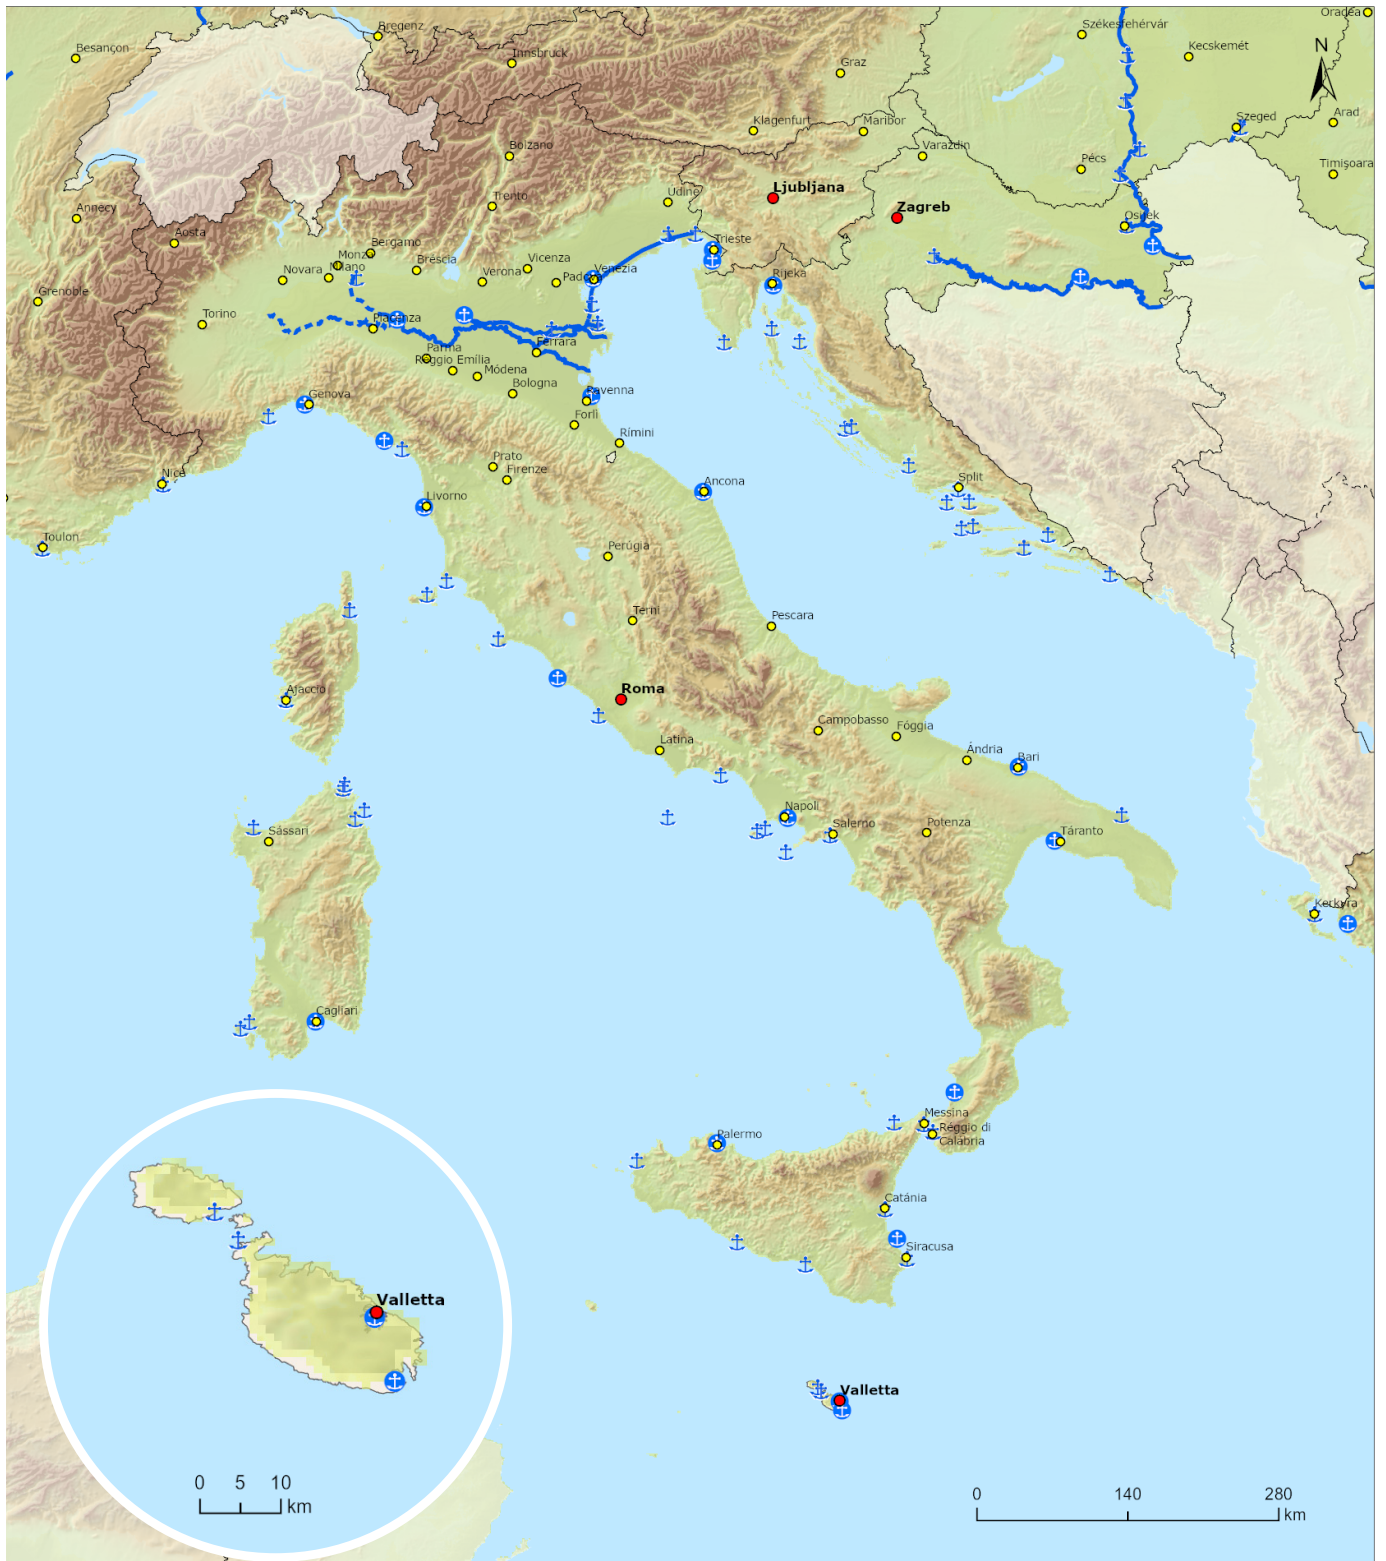 Oradea
Székesfehérvár
Bregenz
N
Kecskemét
Besançon
Innsbruck
Graz
Arad
Szeged
Klagenfurt
Maribor
Varaždin
Bolzano
Pécs
Timişoara
Ljubljana
Udine
Trento
Zagreb
Annecy
Osijek
Aosta
Trieste
Bergamo
Monza
Vicenza
Bréscia
Milano
Novara
Verona
Venezia
Padova
Rijeka
Grenoble
Torino
Piacenza
Ferrara
Parma
Réggio Emília
Módena
Bologna
Ravenna
Genova
Forlì
Rímini
Prato
Firenze
Nice
Split
Ancona
Livorno
Toulon
Perúgia
Terni
Pescara
Ajaccio
Roma
Campobasso
Fóggia
Latina
Ándria
Bari
Napoli
Salerno
Potenza
Táranto
Sássari
Kerkyra
Cagliari
Messina
Réggio di
Calábria
Palermo
Catánia
Siracusa
Valletta
Valletta
0 5 10
km
0 140 280
km